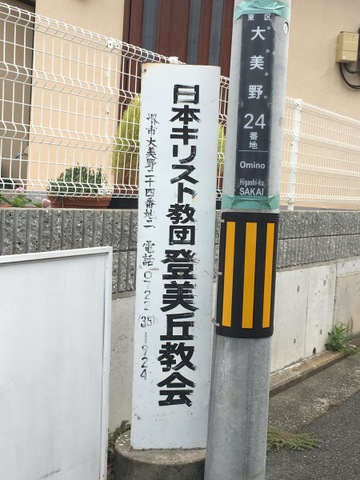 日本キリスト教団登美丘教会
堺市大美野二十四番地二 電話0722(35)1924
東区
大美野
24
番地
Omino
Higashi-ku
SAKAI